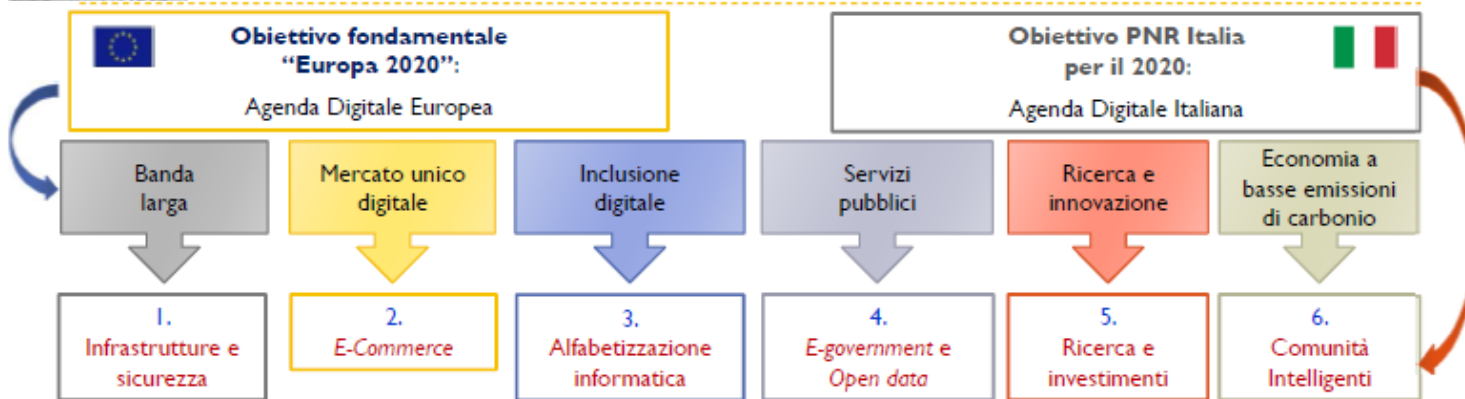 Obiettivo fondamentale
“Europa 2020”:
Agenda Digitale Europea
Obiettivo PNR Italia
per il 2020:
Agenda Digitale Italiana
Banda
larga
Mercato unico
digitale
Inclusione
digitale
Servizi
pubblici
Ricerca e
innovazione
Economia a
basse emissioni
di carbonio
1.
Infrastrutture e
sicurezza
2.
E-Commerce
3.
Alfabetizzazione
informatica
4.
E-government e
Open data
5.
Ricerca e
investimenti
6.
Comunità
Intelligenti